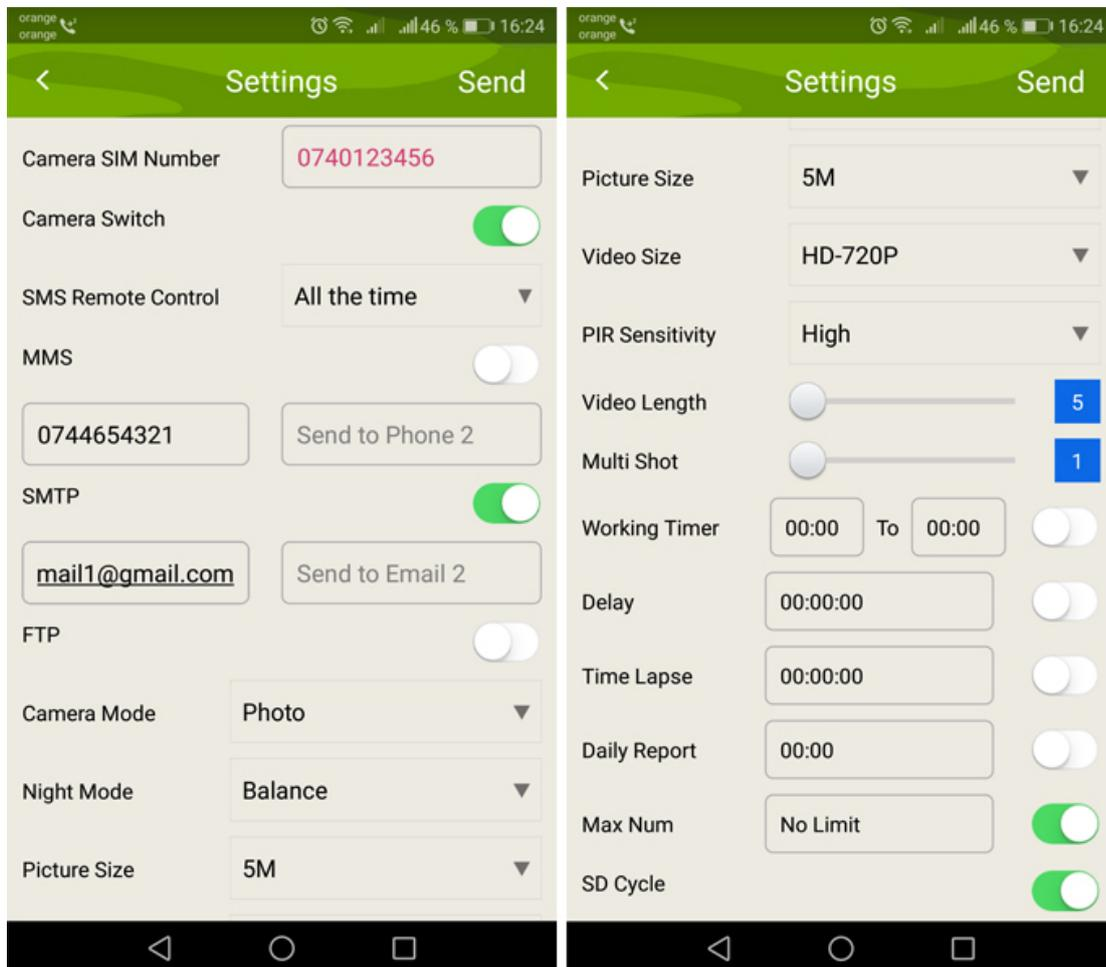 orange
orange
46 % 16:24
Settings Send
Camera SIM Number 0740123456
Camera Switch
SMS Remote Control All the time
MMS
0744654321 Send to Phone 2
SMTP
mail1@gmail.com Send to Email 2
FTP
Camera Mode Photo
Night Mode Balance
Picture Size 5M
orange
orange
46 % 16:24
Settings Send
Picture Size 5M
Video Size HD-720P
PIR Sensitivity High
Video Length 5
Multi Shot 1
Working Timer 00:00 To 00:00
Delay 00:00:00
Time Lapse 00:00:00
Daily Report 00:00
Max Num No Limit
SD Cycle